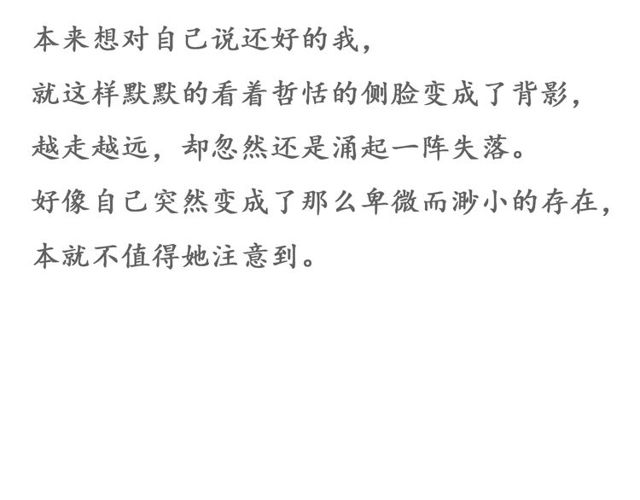 本来想对自己说还好的我，
就这样默默的看着哲恬的侧脸变成了背影，
越走越远，却忽然还是涌起一阵失落。
好像自己突然变成了那么卑微而渺小的存在，
本就不值得她注意到。